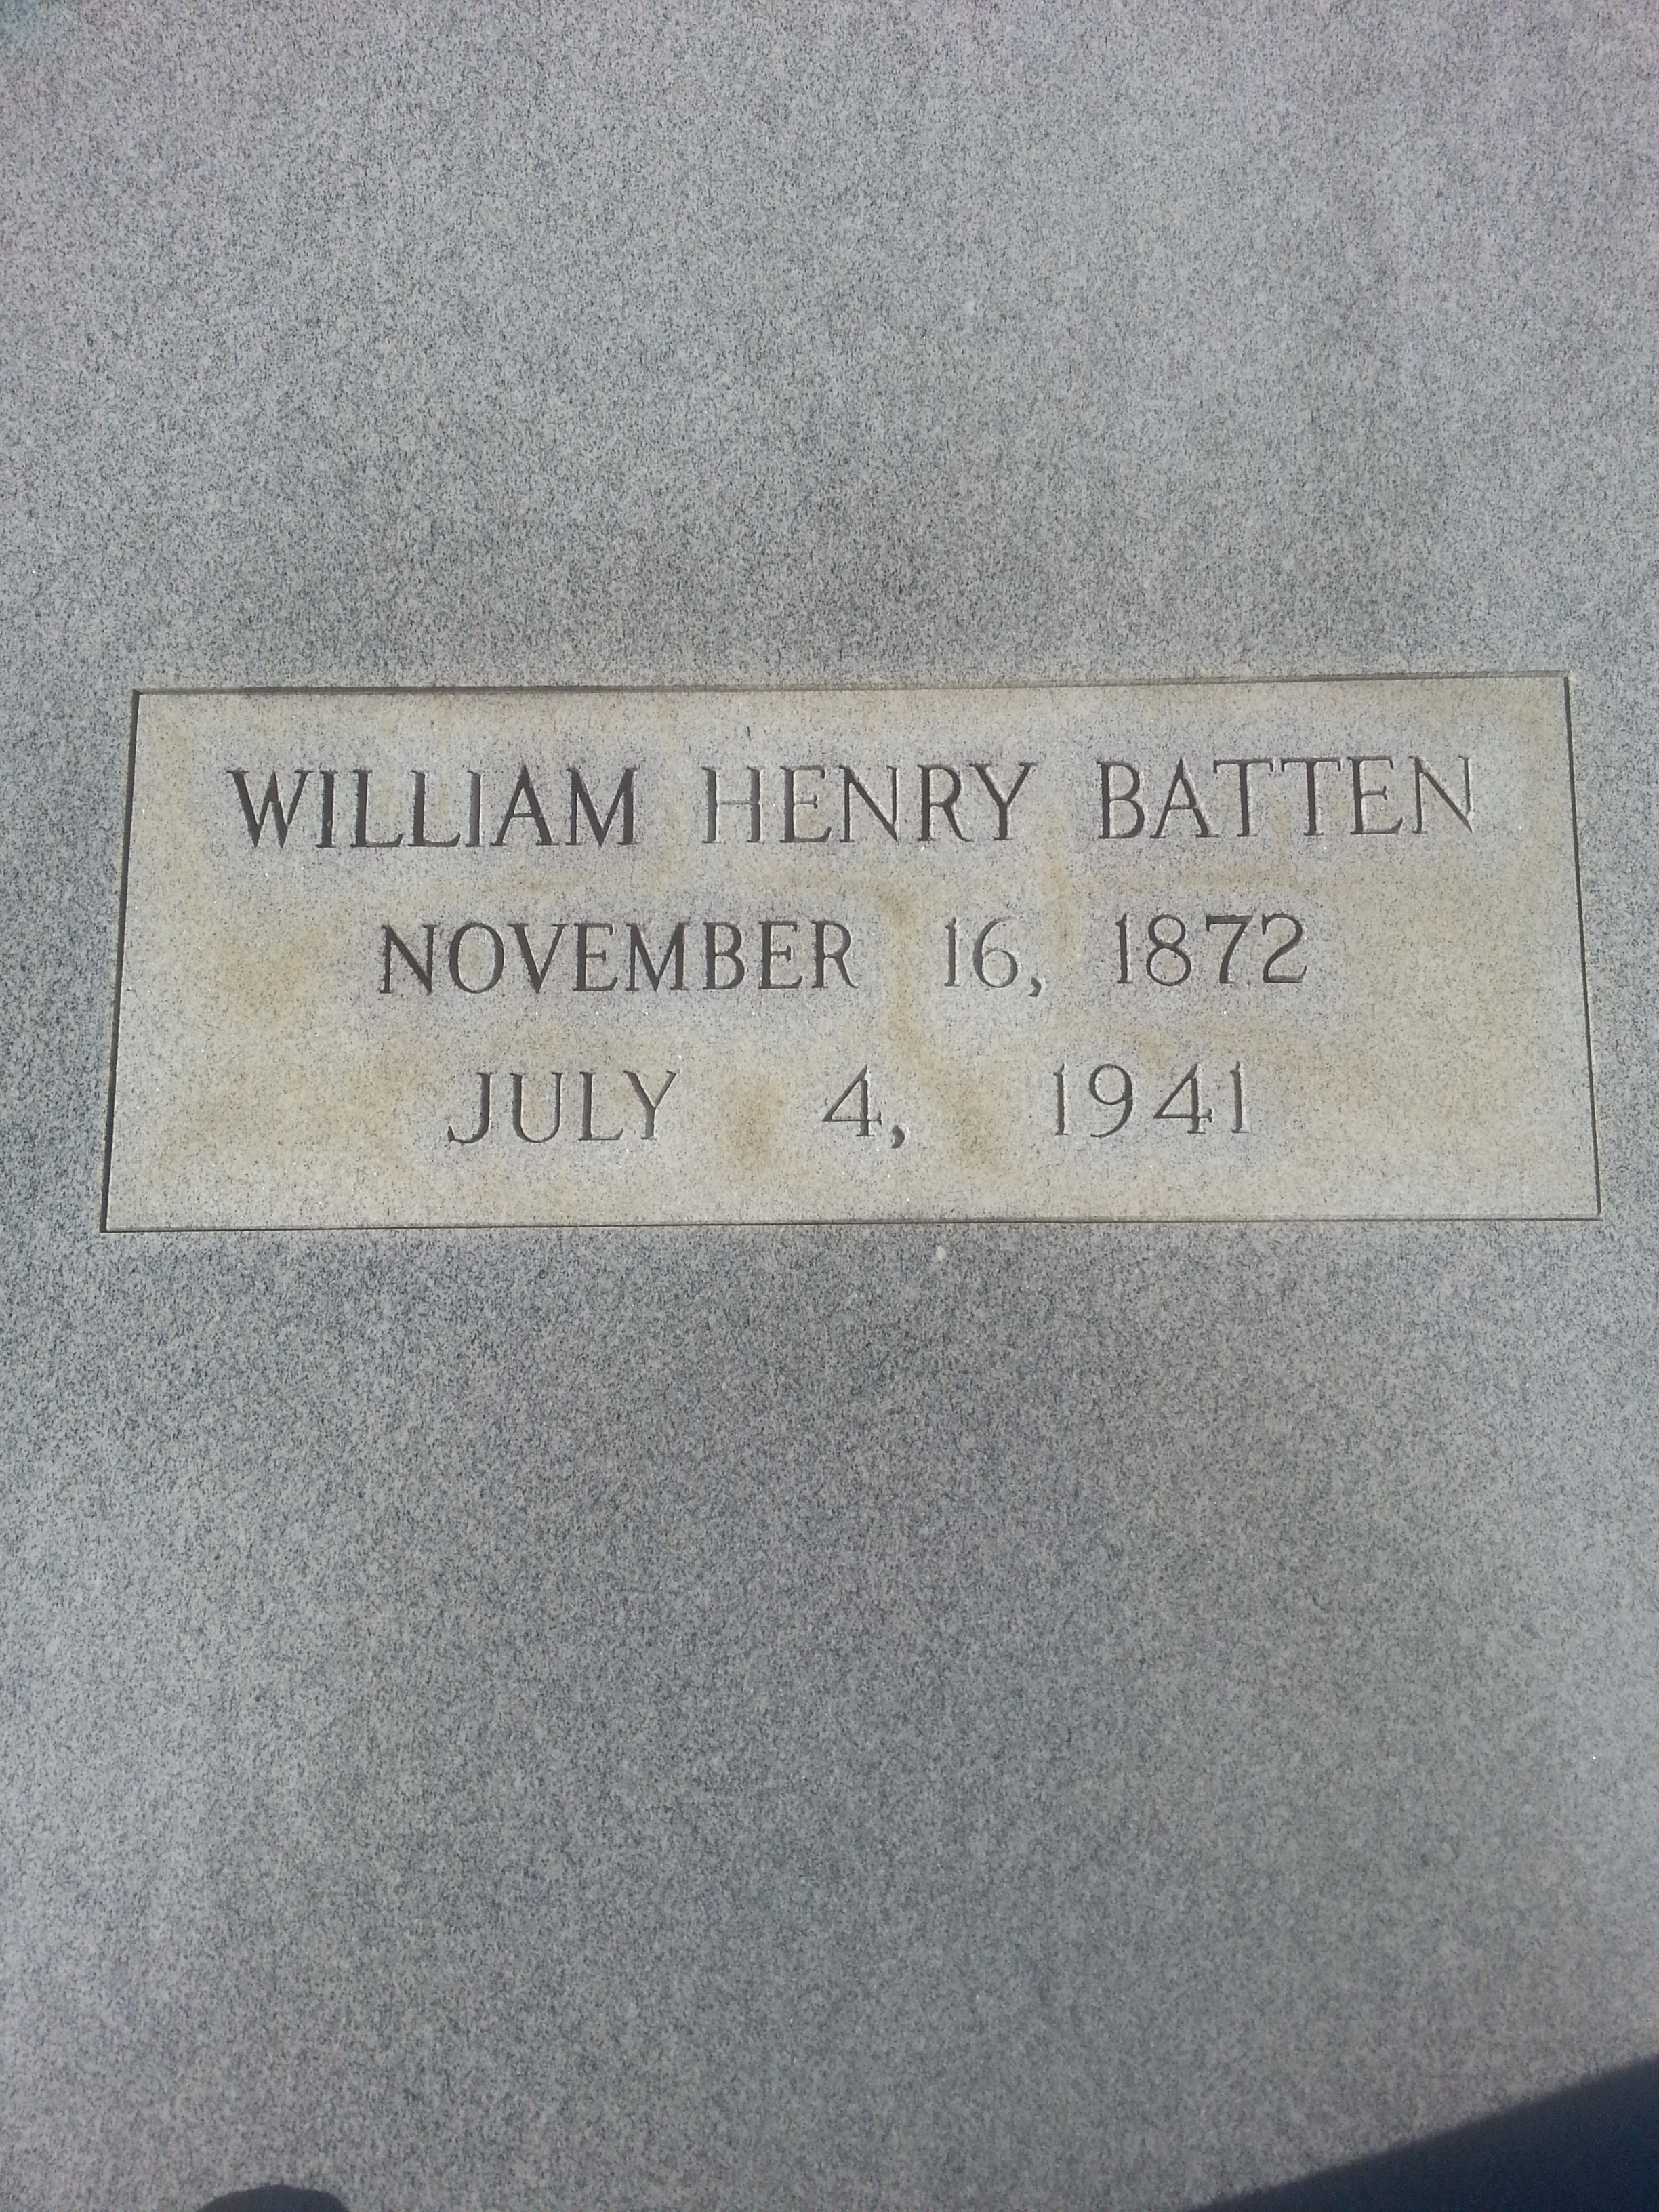 WILLIAM HENRY BATTEN
NOVEMBER 16, 1872
JULY 4, 1941